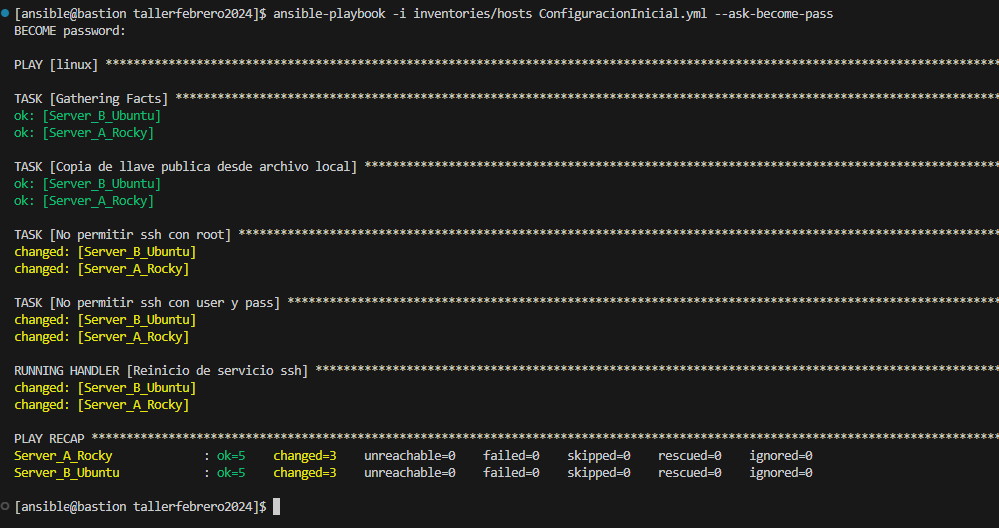 [ansible@bastion tallerfebrero2024]$ ansible-playbook -i inventories/hosts ConfiguracionInicial.yml --ask-become-pass
BECOME password:
PLAY [linux] *******************************************************************************************************************************
TASK [Gathering Facts] *********************************************************************************************************************
ok: [Server_B_Ubuntu]
ok: [Server_A_Rocky]
TASK [Copia de llave publica desde archivo local] ******************************************************************************************
ok: [Server_B_Ubuntu]
ok: [Server_A_Rocky]
TASK [No permitir ssh con root] ************************************************************************************************************
changed: [Server_B_Ubuntu]
changed: [Server_A_Rocky]
TASK [No permitir ssh con user y pass] *****************************************************************************************************
changed: [Server_B_Ubuntu]
changed: [Server_A_Rocky]
RUNNING HANDLER [Reinicio de servicio ssh] *************************************************************************************************
changed: [Server_B_Ubuntu]
changed: [Server_A_Rocky]
PLAY RECAP *********************************************************************************************************************************
Server_A_Rocky             : ok=5    changed=3    unreachable=0    failed=0    skipped=0    rescued=0    ignored=0
Server_B_Ubuntu            : ok=5    changed=3    unreachable=0    failed=0    skipped=0    rescued=0    ignored=0
[ansible@bastion tallerfebrero2024]$